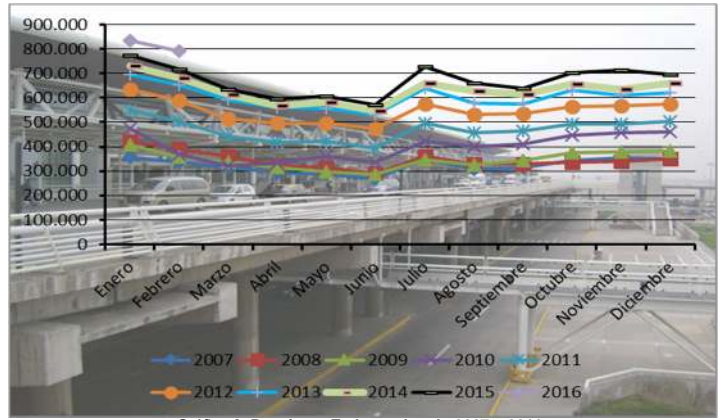 900.000
800.000
700.000
600.000
500.000
400.000
300.000
200.000
100.000
0
Enero
Febrero
Marzo
Abril
Mayo
Junio
Julio
Agosto
Septiembre
Octubre
Noviembre
Diciembre
2007 2008 2009 2010 2011
2012 2013 2014 2015 2016